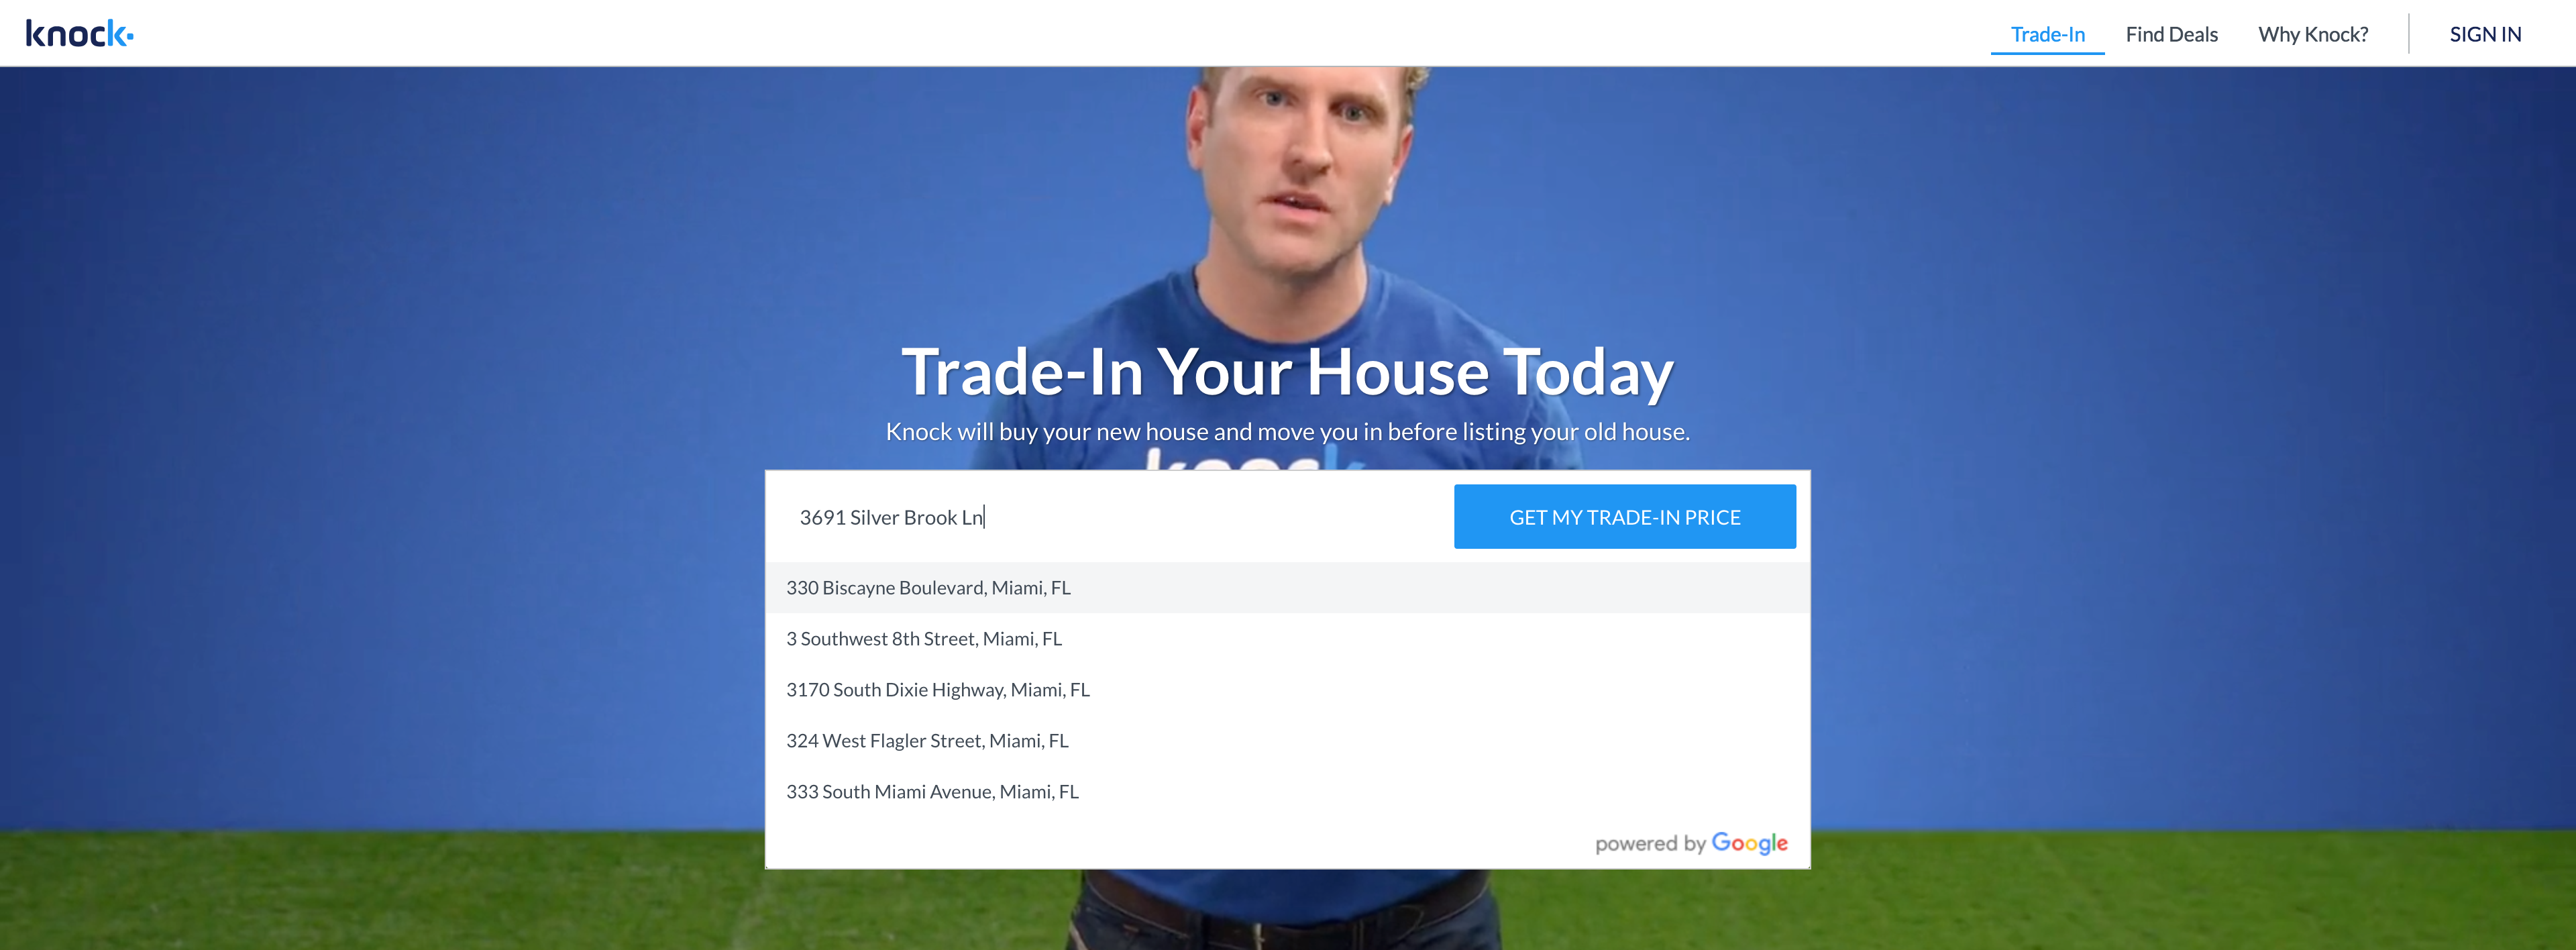 knock
Trade-In Find Deals Why Knock? SIGN IN
Trade-In Your House Today
Knock will buy your new house and move you in before listing your old house.
knock
3691 Silver Brook Ln
GET MY TRADE-IN PRICE
330 Biscayne Boulevard, Miami, FL
3 Southwest 8th Street, Miami, FL
3170 South Dixie Highway, Miami, FL
324 West Flagler Street, Miami, FL
333 South Miami Avenue, Miami, FL
powered by Google